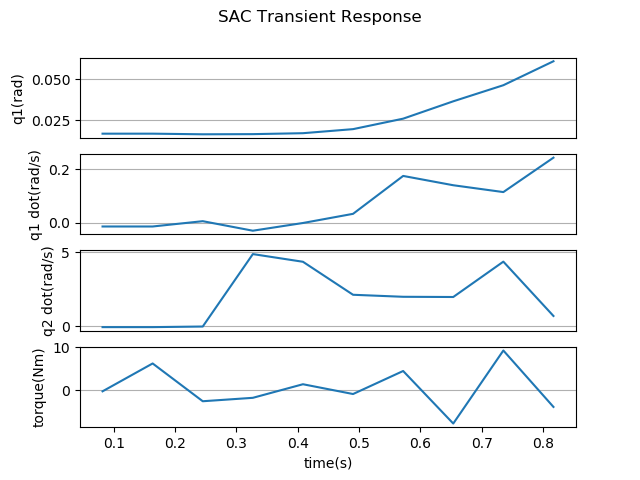 SAC Transient Response
q1(rad)
0.050
0.025
q1 dot(rad/s)
0.2
0.0
q2 dot(rad/s)
5
0
torque(Nm)
10
0
0.1 0.2 0.3 0.4 0.5 0.6 0.7 0.8
time(s)